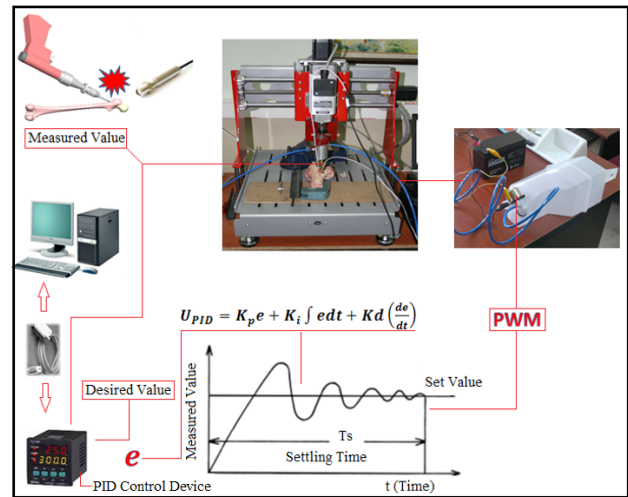 Measured Value
U_PID = K_p e + K_i ∫ edt + Kd (de/dt)
PWM
Measured Value
Set Value
Desired Value
Ts
e
Settling Time
PID Control Device
t (Time)